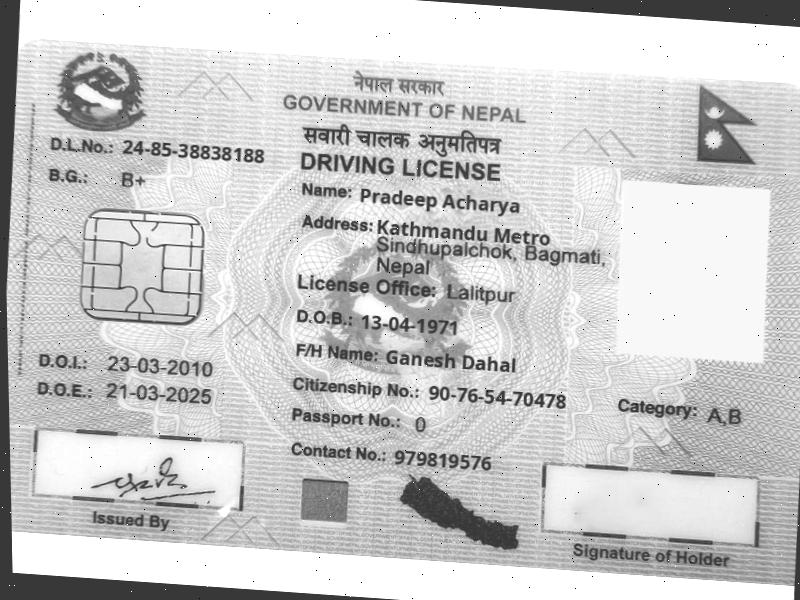 नेपाल सरकार
GOVERNMENT OF NEPAL
सवारी चालक अनुमतिपत्र
DRIVING LICENSE
D.L.No.: 24-85-38838188
B.G.: B+
Name: Pradeep Acharya
Address: Kathmandu Metro
Sindhupalchok, Bagmati,
Nepal
License Office: Lalitpur
D.O.B.: 13-04-1971
F/H Name: Ganesh Dahal
D.O.I.: 23-03-2010
D.O.E.: 21-03-2025
Citizenship No.: 90-76-54-70478
Category: A,B
Passport No.: 0
Contact No.: 979819576
Issued By
Signature of Holder